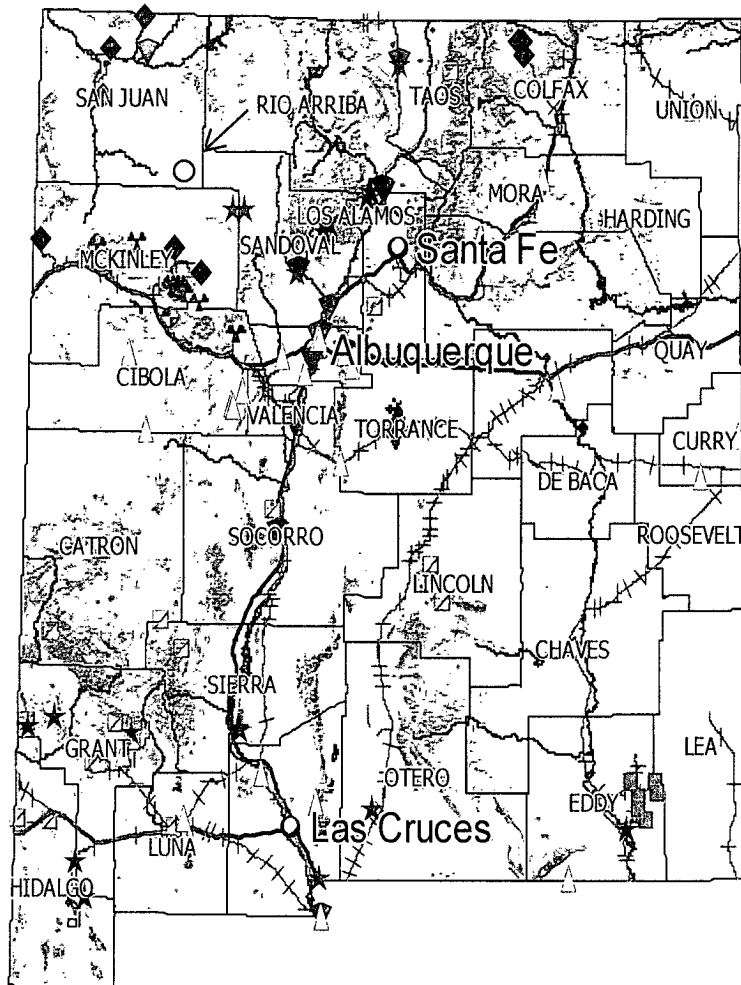 SAN JUAN
RIO ARRIBA
TAOS
COLFAX
UNION
MORA
HARDING
LOS ALAMOS
SANDOVAL
MCKINLEY
Santa Fe
Albuquerque
QUAY
CIBOLA
VALENCIA
TORRANCE
CURRY
DE BACA
SOCORRO
ROOSEVELT
CATRON
LINCOLN
CHAVES
SIERRA
GRANT
OTERO
LEA
EDDY
Las Cruces
LUNA
HIDALGO